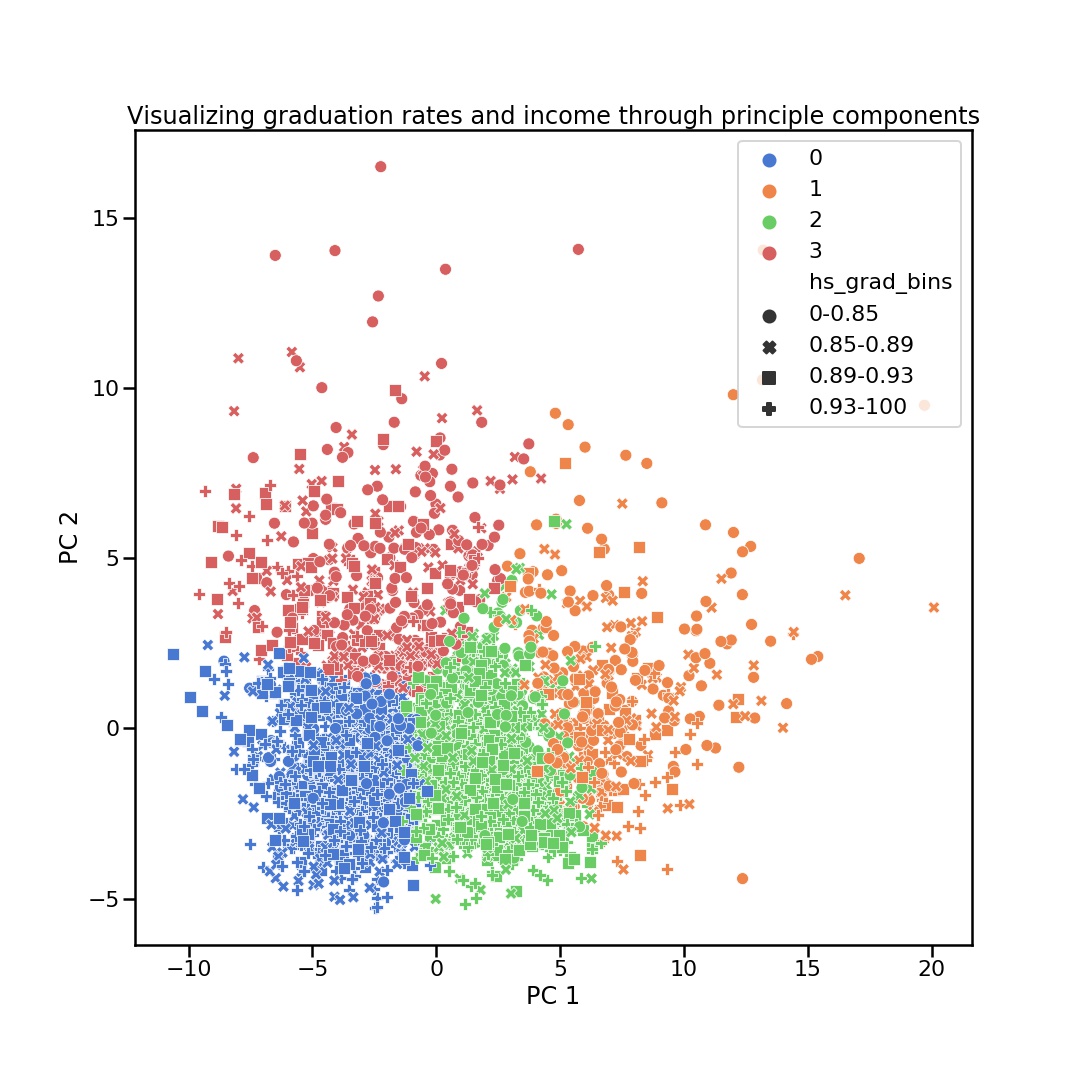 Visualizing graduation rates and income through principle components
0
1
2
3
hs_grad_bins
0-0.85
0.85-0.89
0.89-0.93
0.93-100
15
10
5
0
−5
PC 2
−10 −5 0 5 10 15 20
PC 1